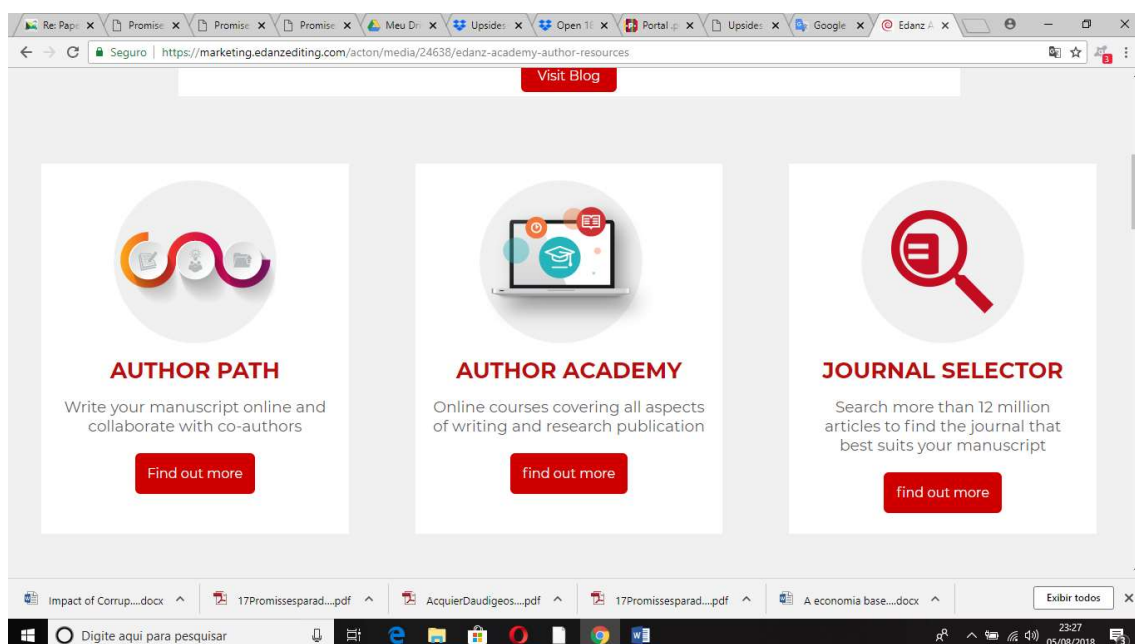 Re: Pape
Promise
Promise
Promise
Meu Dri
Upsides
Open 1
Portal .p
Upsides
Google
Edanz A
Seguro | https://marketing.edanzediting.com/acton/media/24638/edanz-academy-author-resources
3
Visit Blog
AUTHOR PATH
Write your manuscript online and
collaborate with co-authors
Find out more
AUTHOR ACADEMY
Online courses covering all aspects
of writing and research publication
find out more
JOURNAL SELECTOR
Search more than 12 million
articles to find the journal that
best suits your manuscript
find out more
Impact of Corrup....docx
17Promissesparad....pdf
AcquierDaudigeos....pdf
17Promissesparad....pdf
A economia base....docx
Exibir todos
Digite aqui para pesquisar
23:27
05/08/2018